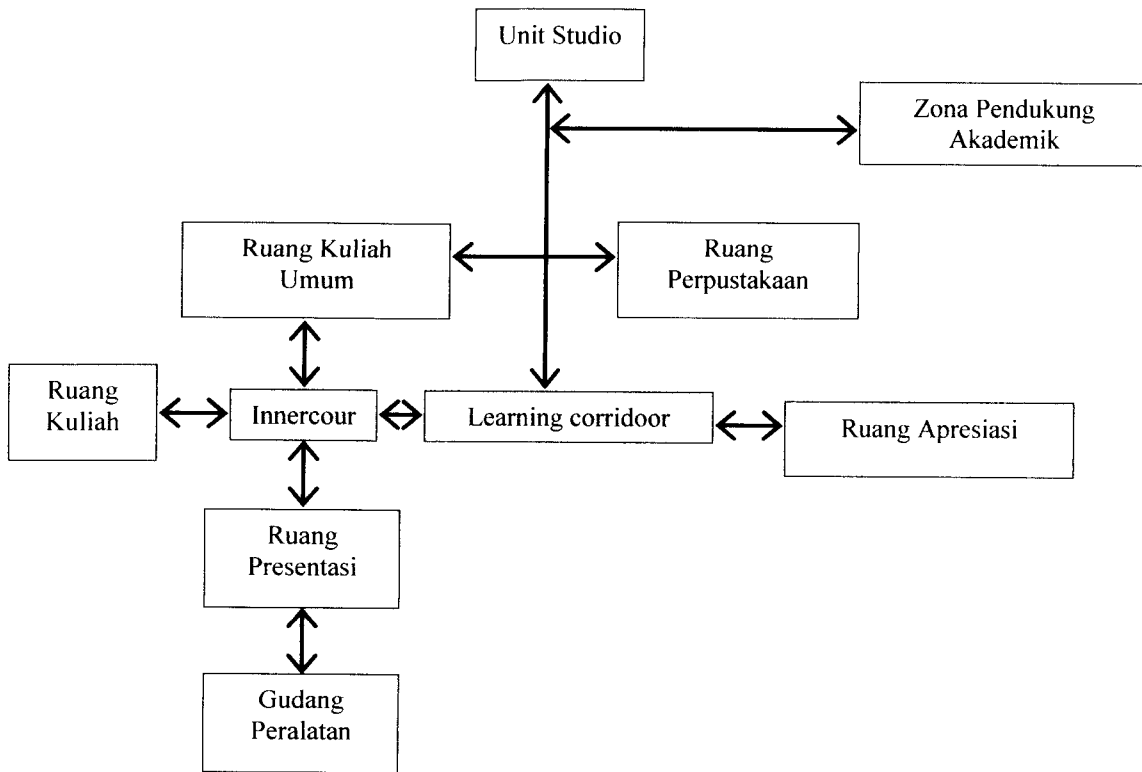 Unit Studio
Zona Pendukung
Akademik
Ruang Kuliah
Umum
Ruang
Perpustakaan
Ruang
Kuliah
Innercour
Learning corridoor
Ruang Apresiasi
Ruang
Presentasi
Gudang
Peralatan